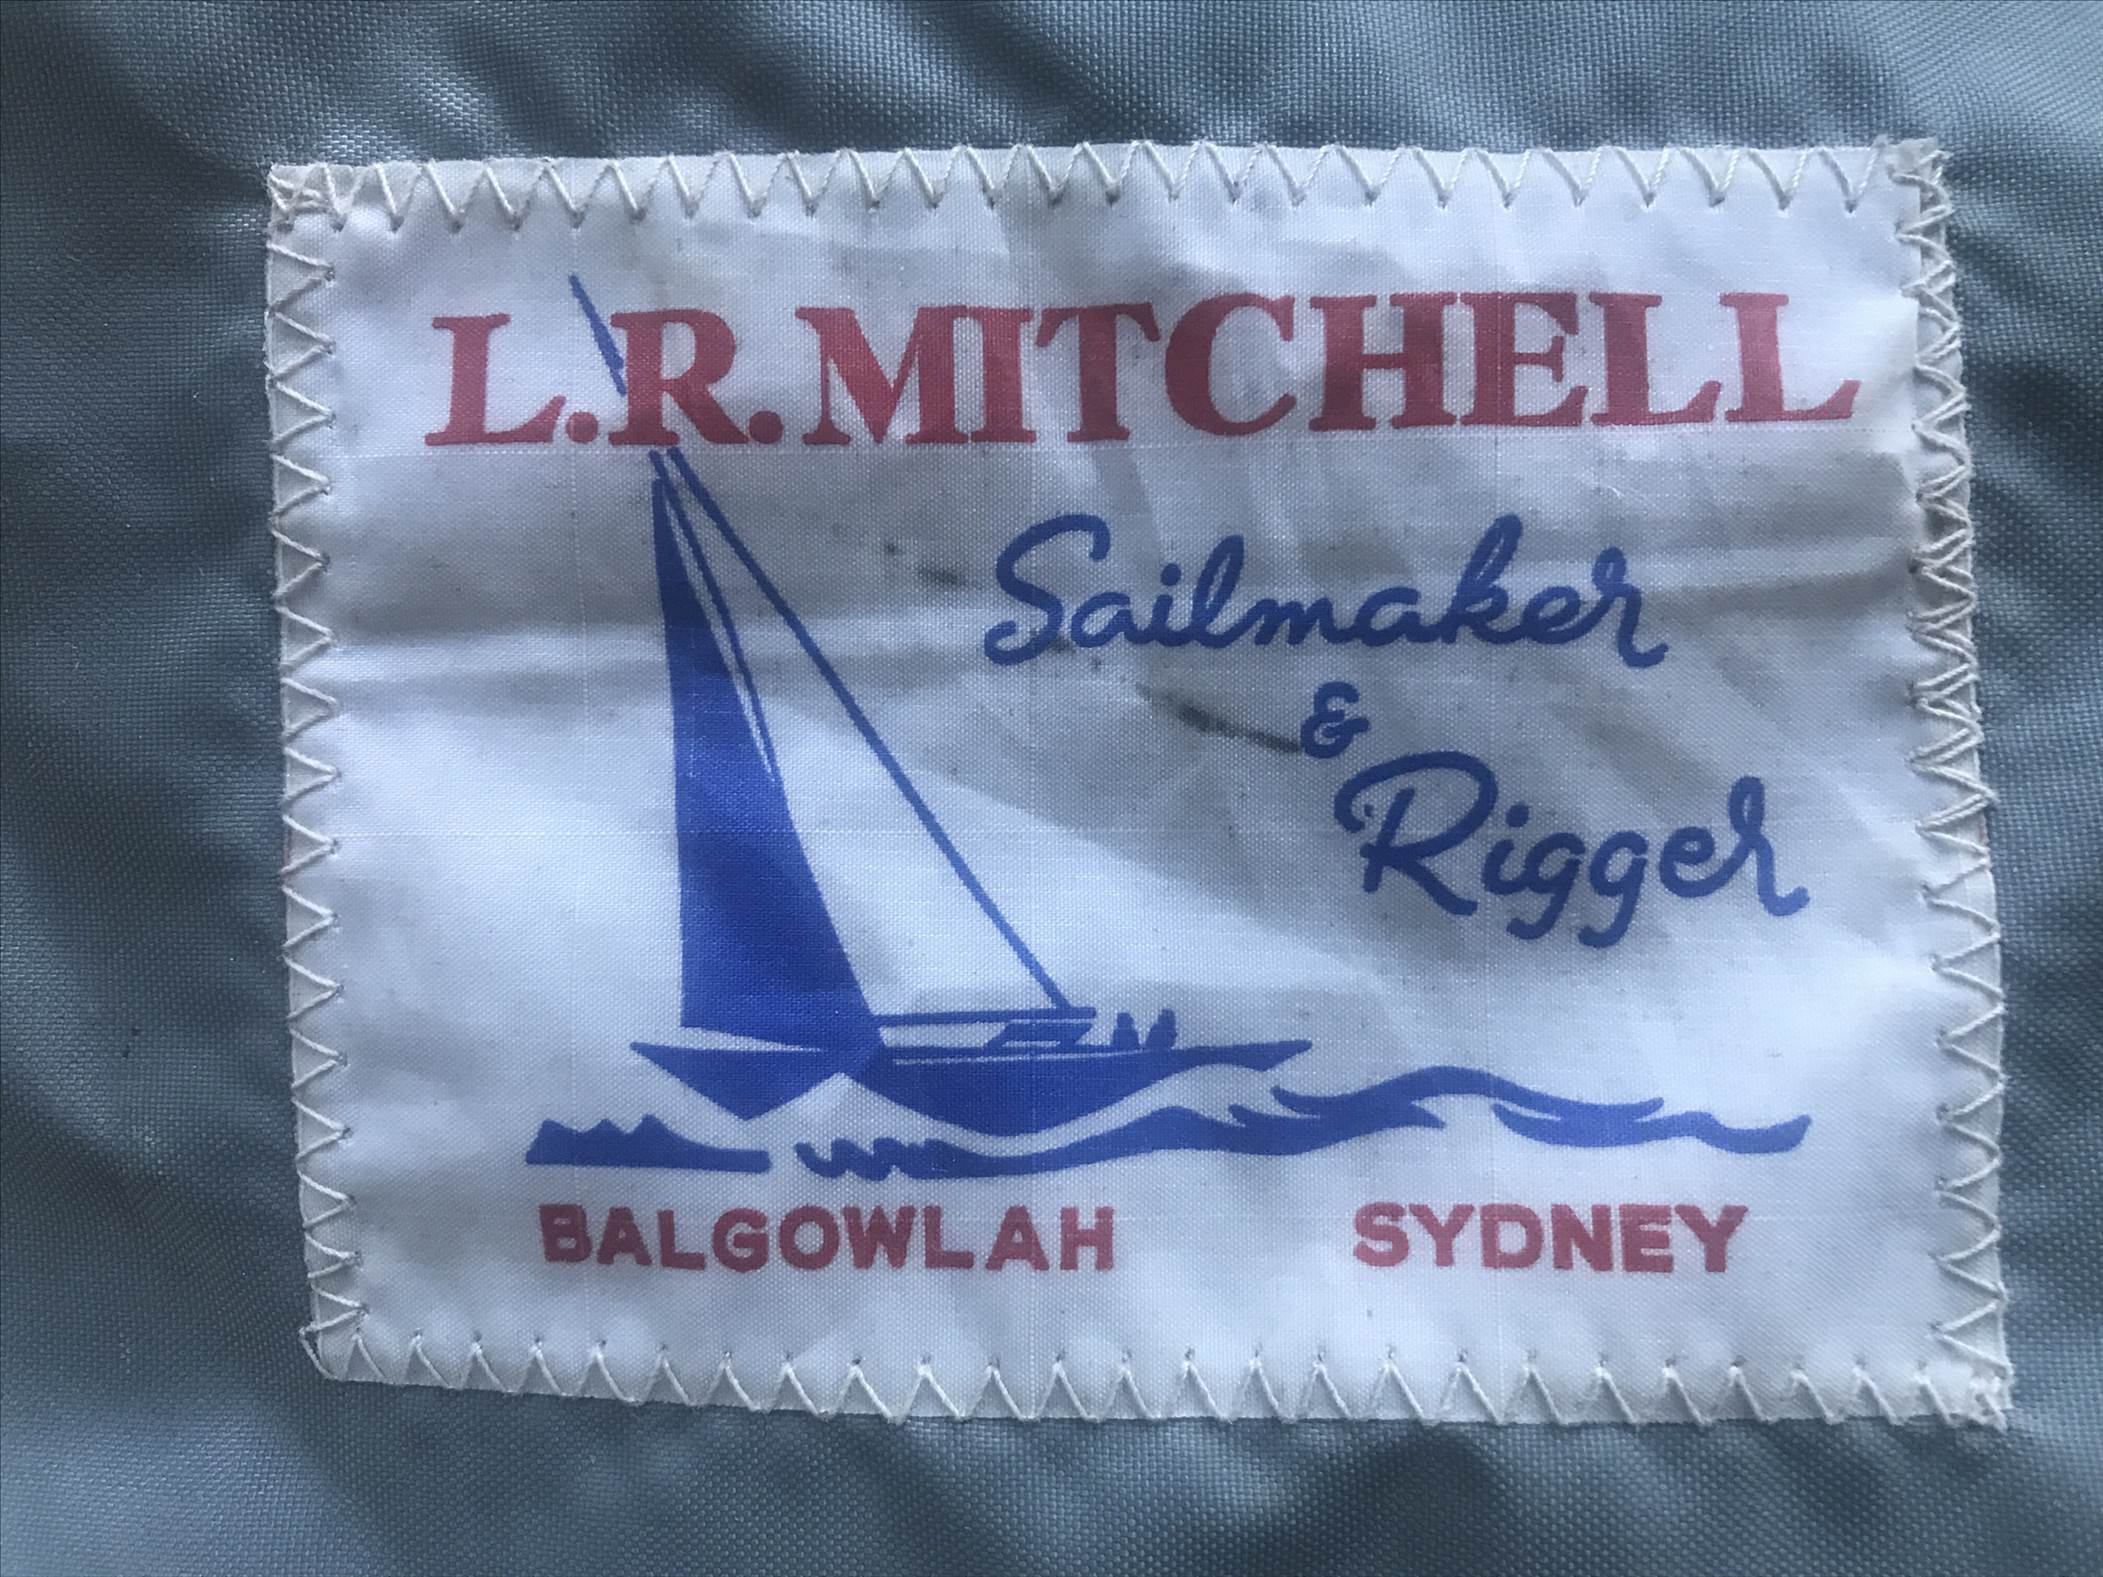 L.R.MITCHELL
Sailmaker
&
Rigger
BALGOWLAH SYDNEY